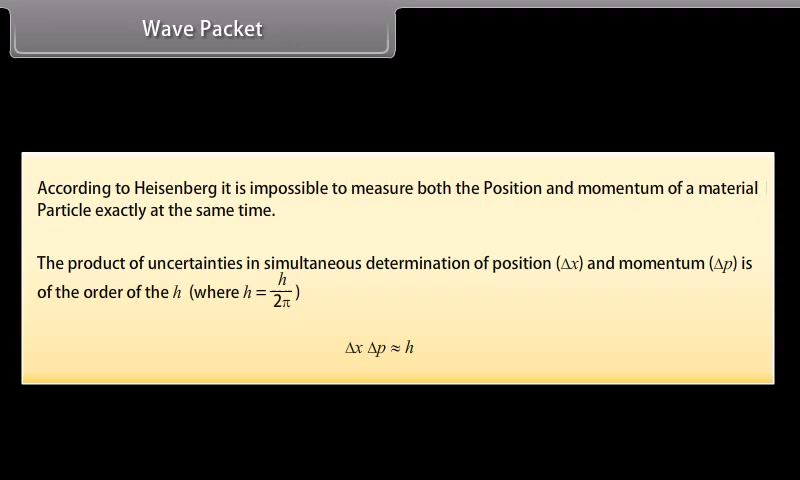 Wave Packet
According to Heisenberg it is impossible to measure both the Position and momentum of a material
Particle exactly at the same time.
The product of uncertainties in simultaneous determination of position (Δx) and momentum (Δp) is
of the order of the h (where h = h/2π)
Δx Δp ≈ h